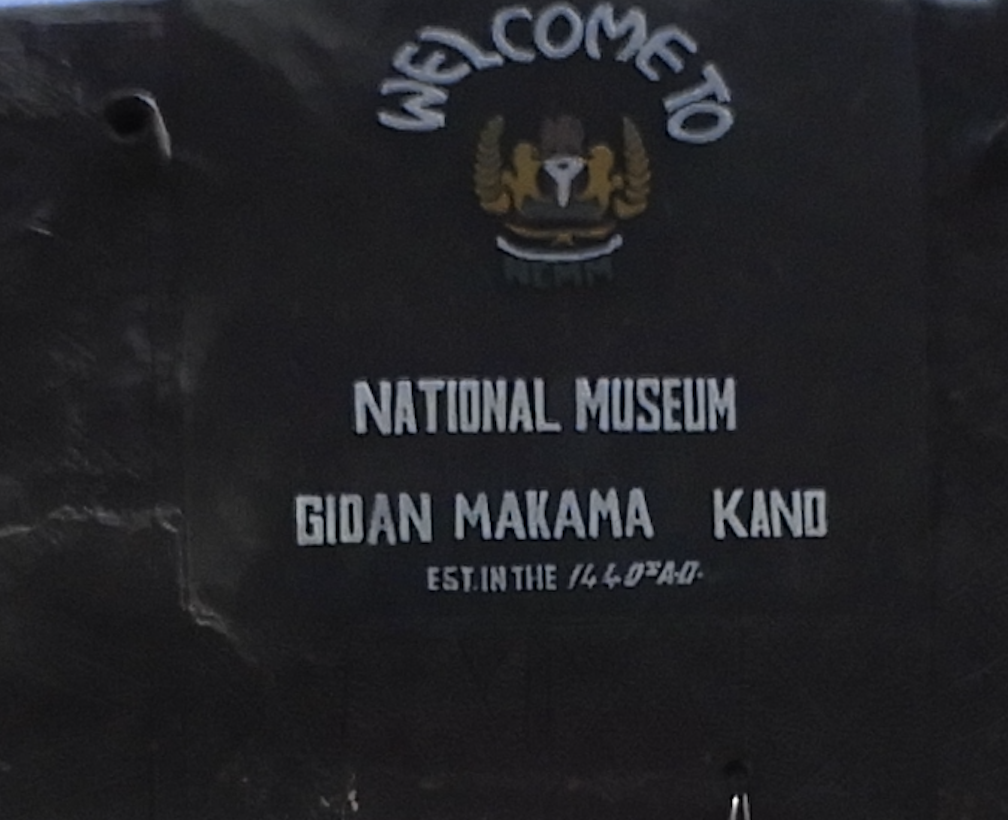 WELCOME TO
NCMM
NATIONAL MUSEUM
GIDAN MAKAMA KANO
EST. IN THE 1440s A.D.